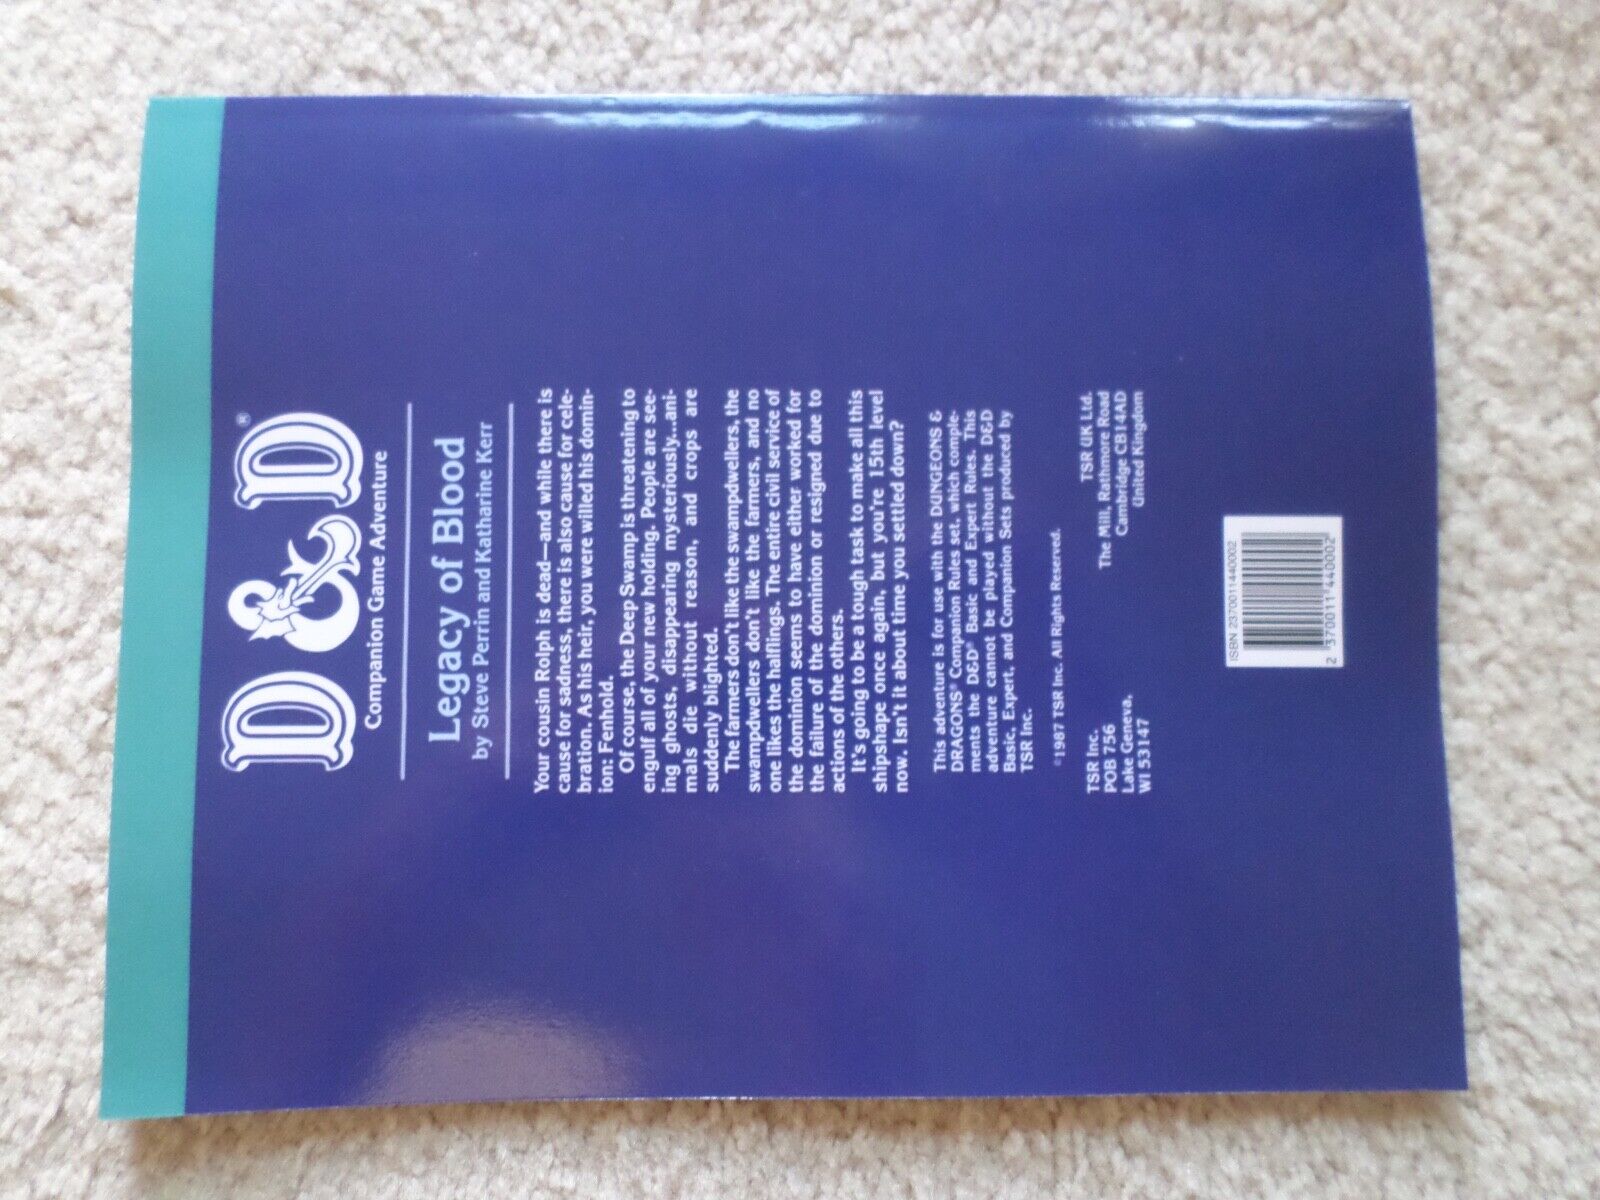 D & D®
Companion Game Adventure
Legacy of Blood
by Steve Perrin and Katharine Kerr
Your cousin Rolph is dead—and while there is
cause for sadness, there is also cause for cele-
bration. As his heir, you were willed his domin-
ion: Fenhold.
Of course, the Deep Swamp is threatening to
engulf all of your new holding. People are see-
ing ghosts, disappearing mysteriously...ani-
mals die without reason, and crops are
suddenly blighted.
The farmers don't like the swampdwellers, the
swampdwellers don't like the farmers, and no
one likes the halflings. The entire civil service of
the dominion seems to have either worked for
the failure of the dominion or resigned due to
actions of the others.
It's going to be a tough task to make all this
shipshape once again, but you're 15th level
now. Isn't it about time you settled down?
This adventure is for use with the DUNGEONS &
DRAGONS® Companion Rules set, which comple-
ments the D&D® Basic and Expert Rules. This
adventure cannot be played without the D&D
Basic, Expert, and Companion Sets produced by
TSR Inc.
©1987 TSR Inc. All Rights Reserved.
TSR Inc.
POB 756
Lake Geneva,
WI 53147
TSR UK Ltd.
The Mill, Rathmore Road
Cambridge CB14AD
United Kingdom
ISBN 2370011440002
2 370011 440002